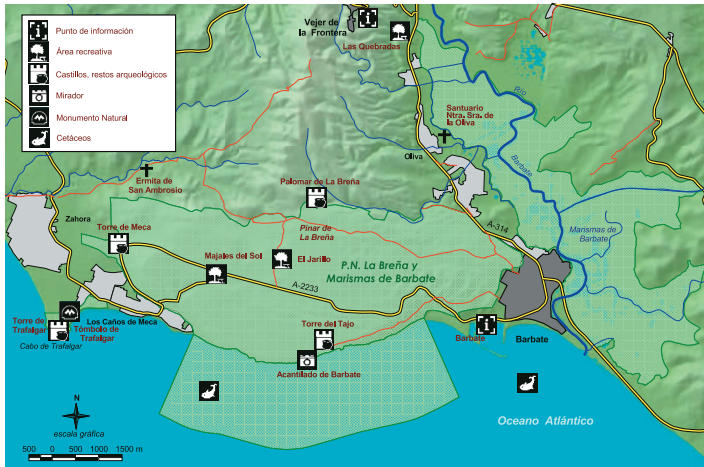 Punto de información
Área recreativa
Castillos, restos arqueológicos
Mirador
Monumento Natural
Cetáceos
Vejer de
la Frontera
Las Quebradas
Río
Santuario
Ntra. Sra. de
la Oliva
Oliva
Barbate
Ermita de
San Ambrosio
Palomar de La Breña
Zahora
Torre de Meca
Pinar de
La Breña
A-314
Marismas de
Barbate
Majales del Sol
El Jarillo
P.N. La Breña y
Marismas de Barbate
A-2233
Torre de
Trafalgar
Tómbolo de
Trafalgar
Los Caños de Meca
Cabo de Trafalgar
Torre del Tajo
Barbate
Barbate
Acantilado de Barbate
Oceano Atlántico
N
escala gráfica
500 0 500 1000 1500 m